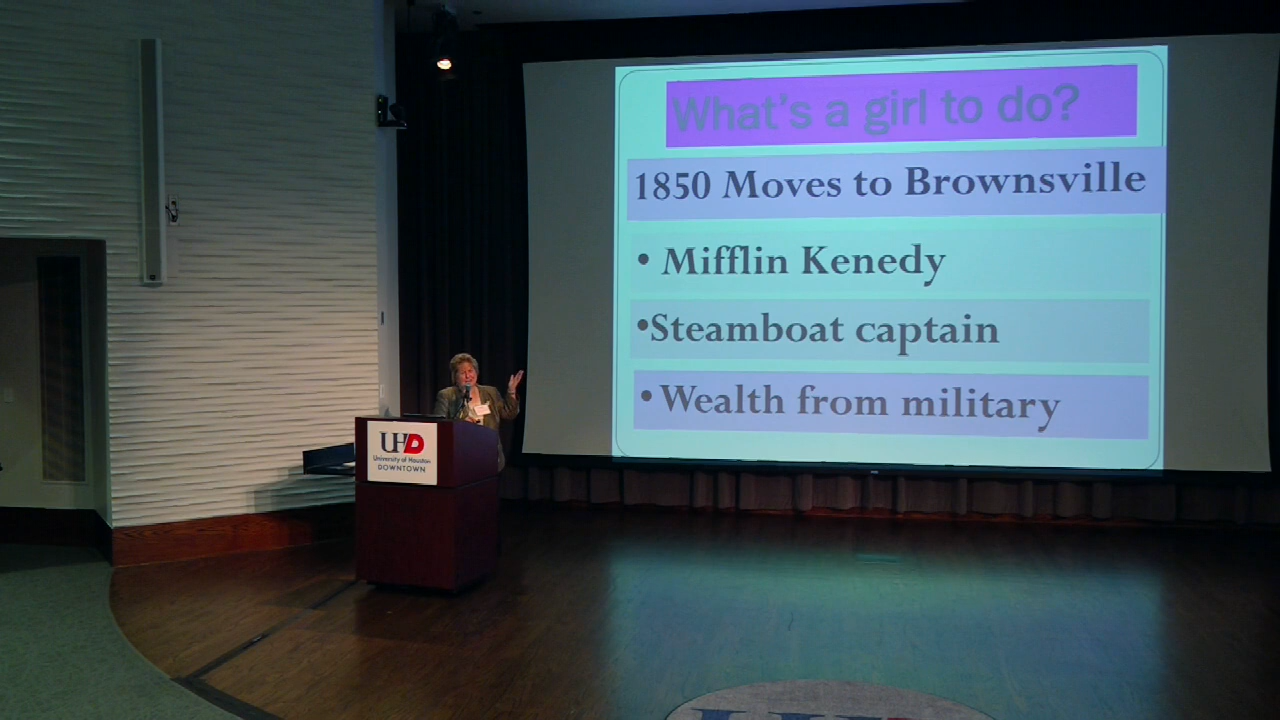 What's a girl to do?
1850 Moves to Brownsville
• Mifflin Kenedy
•Steamboat captain
• Wealth from military
UHD
University of Houston
DOWNTOWN